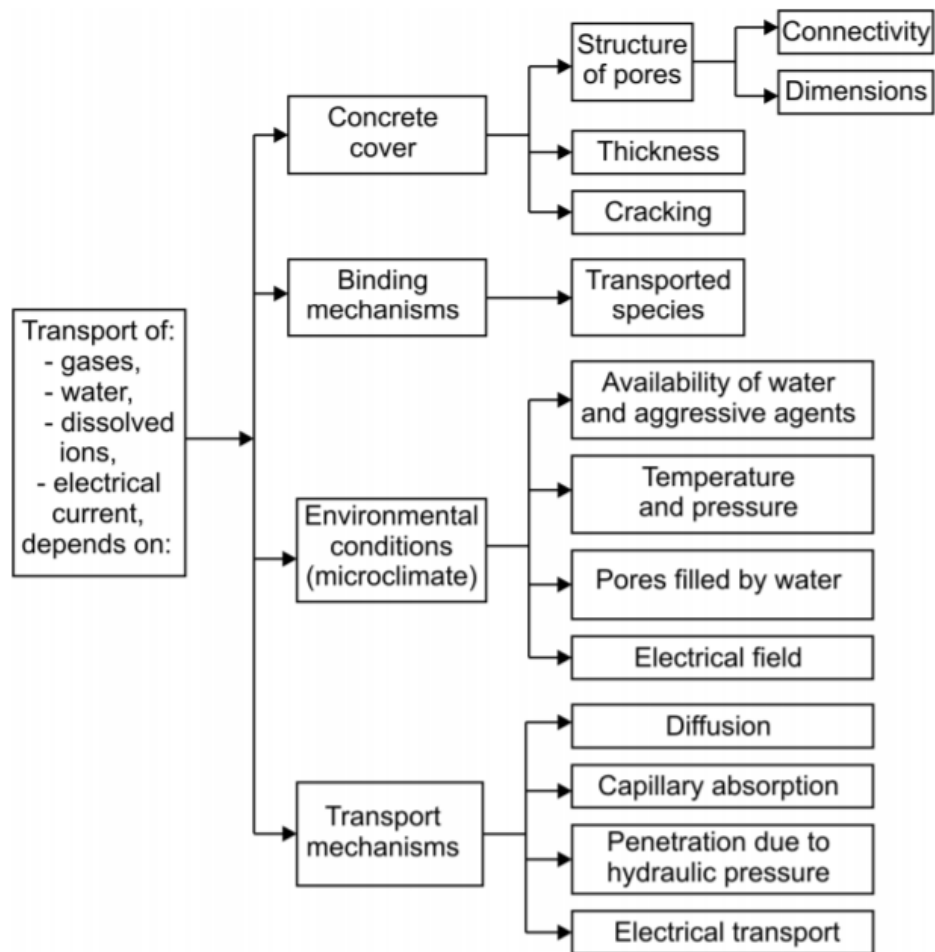 Transport of:
- gases,
- water,
- dissolved
ions,
- electrical
current,
depends on:
Concrete
cover
Structure
of pores
Connectivity
Dimensions
Thickness
Cracking
Binding
mechanisms
Transported
species
Environmental
conditions
(microclimate)
Availability of water
and aggressive agents
Temperature
and pressure
Pores filled by water
Electrical field
Transport
mechanisms
Diffusion
Capillary absorption
Penetration due to
hydraulic pressure
Electrical transport